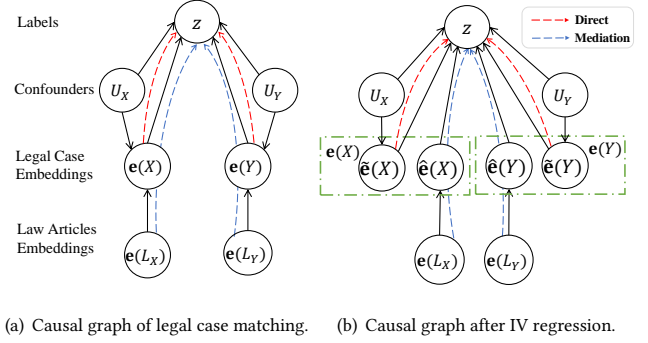 Labels
z
z
Direct
Mediation
Confounders
U_X
U_Y
U_X
U_Y
Legal Case
Embeddings
e(X)
e(Y)
e(X)
ẽ(X)
ê(X)
ê(Y)
ẽ(Y)
e(Y)
Law Articles
Embeddings
e(L_X)
e(L_Y)
e(L_X)
e(L_Y)
(a) Causal graph of legal case matching.
(b) Causal graph after IV regression.